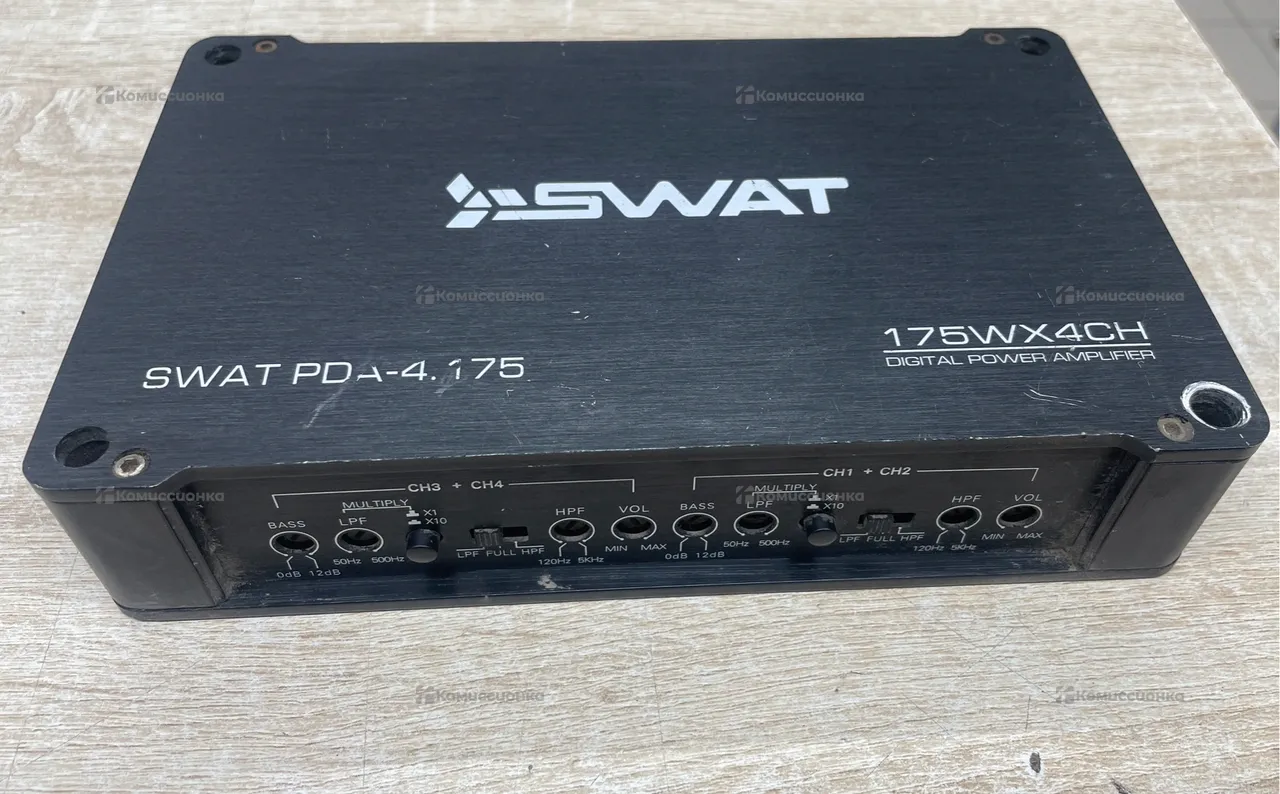 Комиссионка Комиссионка
SWAT
Комиссионка Комиссионка
175WX4CH
DIGITAL POWER AMPLIFIER
SWAT PDA-4.175
Комиссионка Комиссионка
CH3 + CH4
CH1 + CH2
BASS
0dB 12dB
MULTIPLY
LPF
X1
X10
50Hz 500Hz
LPF FULL HPF
HPF
120Hz 5KHz
VOL
MIN MAX
BASS
0dB 12dB
MULTIPLY
LPF
X1
X10
50Hz 500Hz
LPF FULL HPF
HPF
120Hz 5KHz
VOL
MIN MAX
Комиссионка Комиссионка